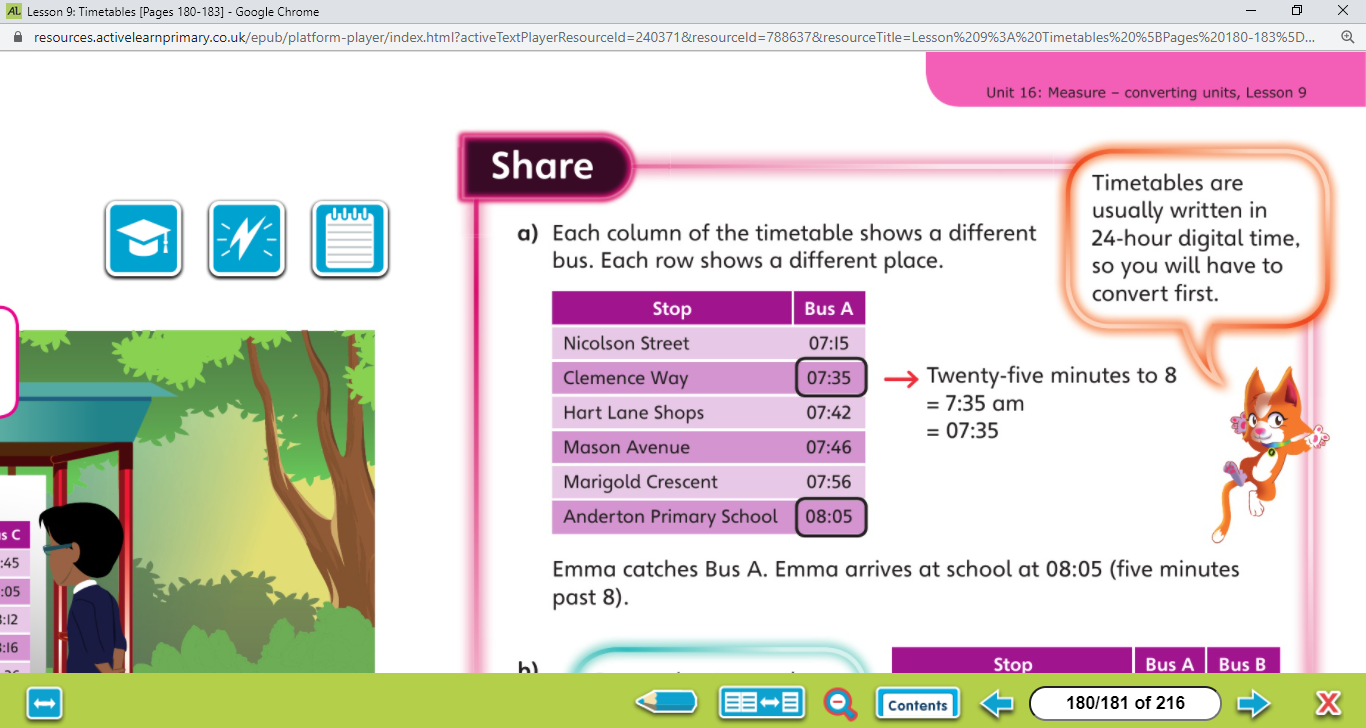 Lesson 9: Timetables [Pages 180-183] - Google Chrome
resources.activelearnprimary.co.uk/epub/platform-player/index.html?activeTextPlayerResourceId=240371&resourceId=788637&resourceTitle=Lesson%209%3A%20Timetables%20%5BPages%20180-183%5D...
Unit 16: Measure – converting units, Lesson 9
Share
Timetables are
usually written in
24-hour digital time,
so you will have to
convert first.
a) Each column of the timetable shows a different
bus. Each row shows a different place.
Stop Bus A
Nicolson Street 07:15
Clemence Way 07:35
Hart Lane Shops 07:42
Mason Avenue 07:46
Marigold Crescent 07:56
Anderton Primary School 08:05
Twenty-five minutes to 8
= 7:35 am
= 07:35
s C
:45
:05
:12
:16
Emma catches Bus A. Emma arrives at school at 08:05 (five minutes
past 8).
b)
Stop Bus A Bus B
Contents
180/181 of 216